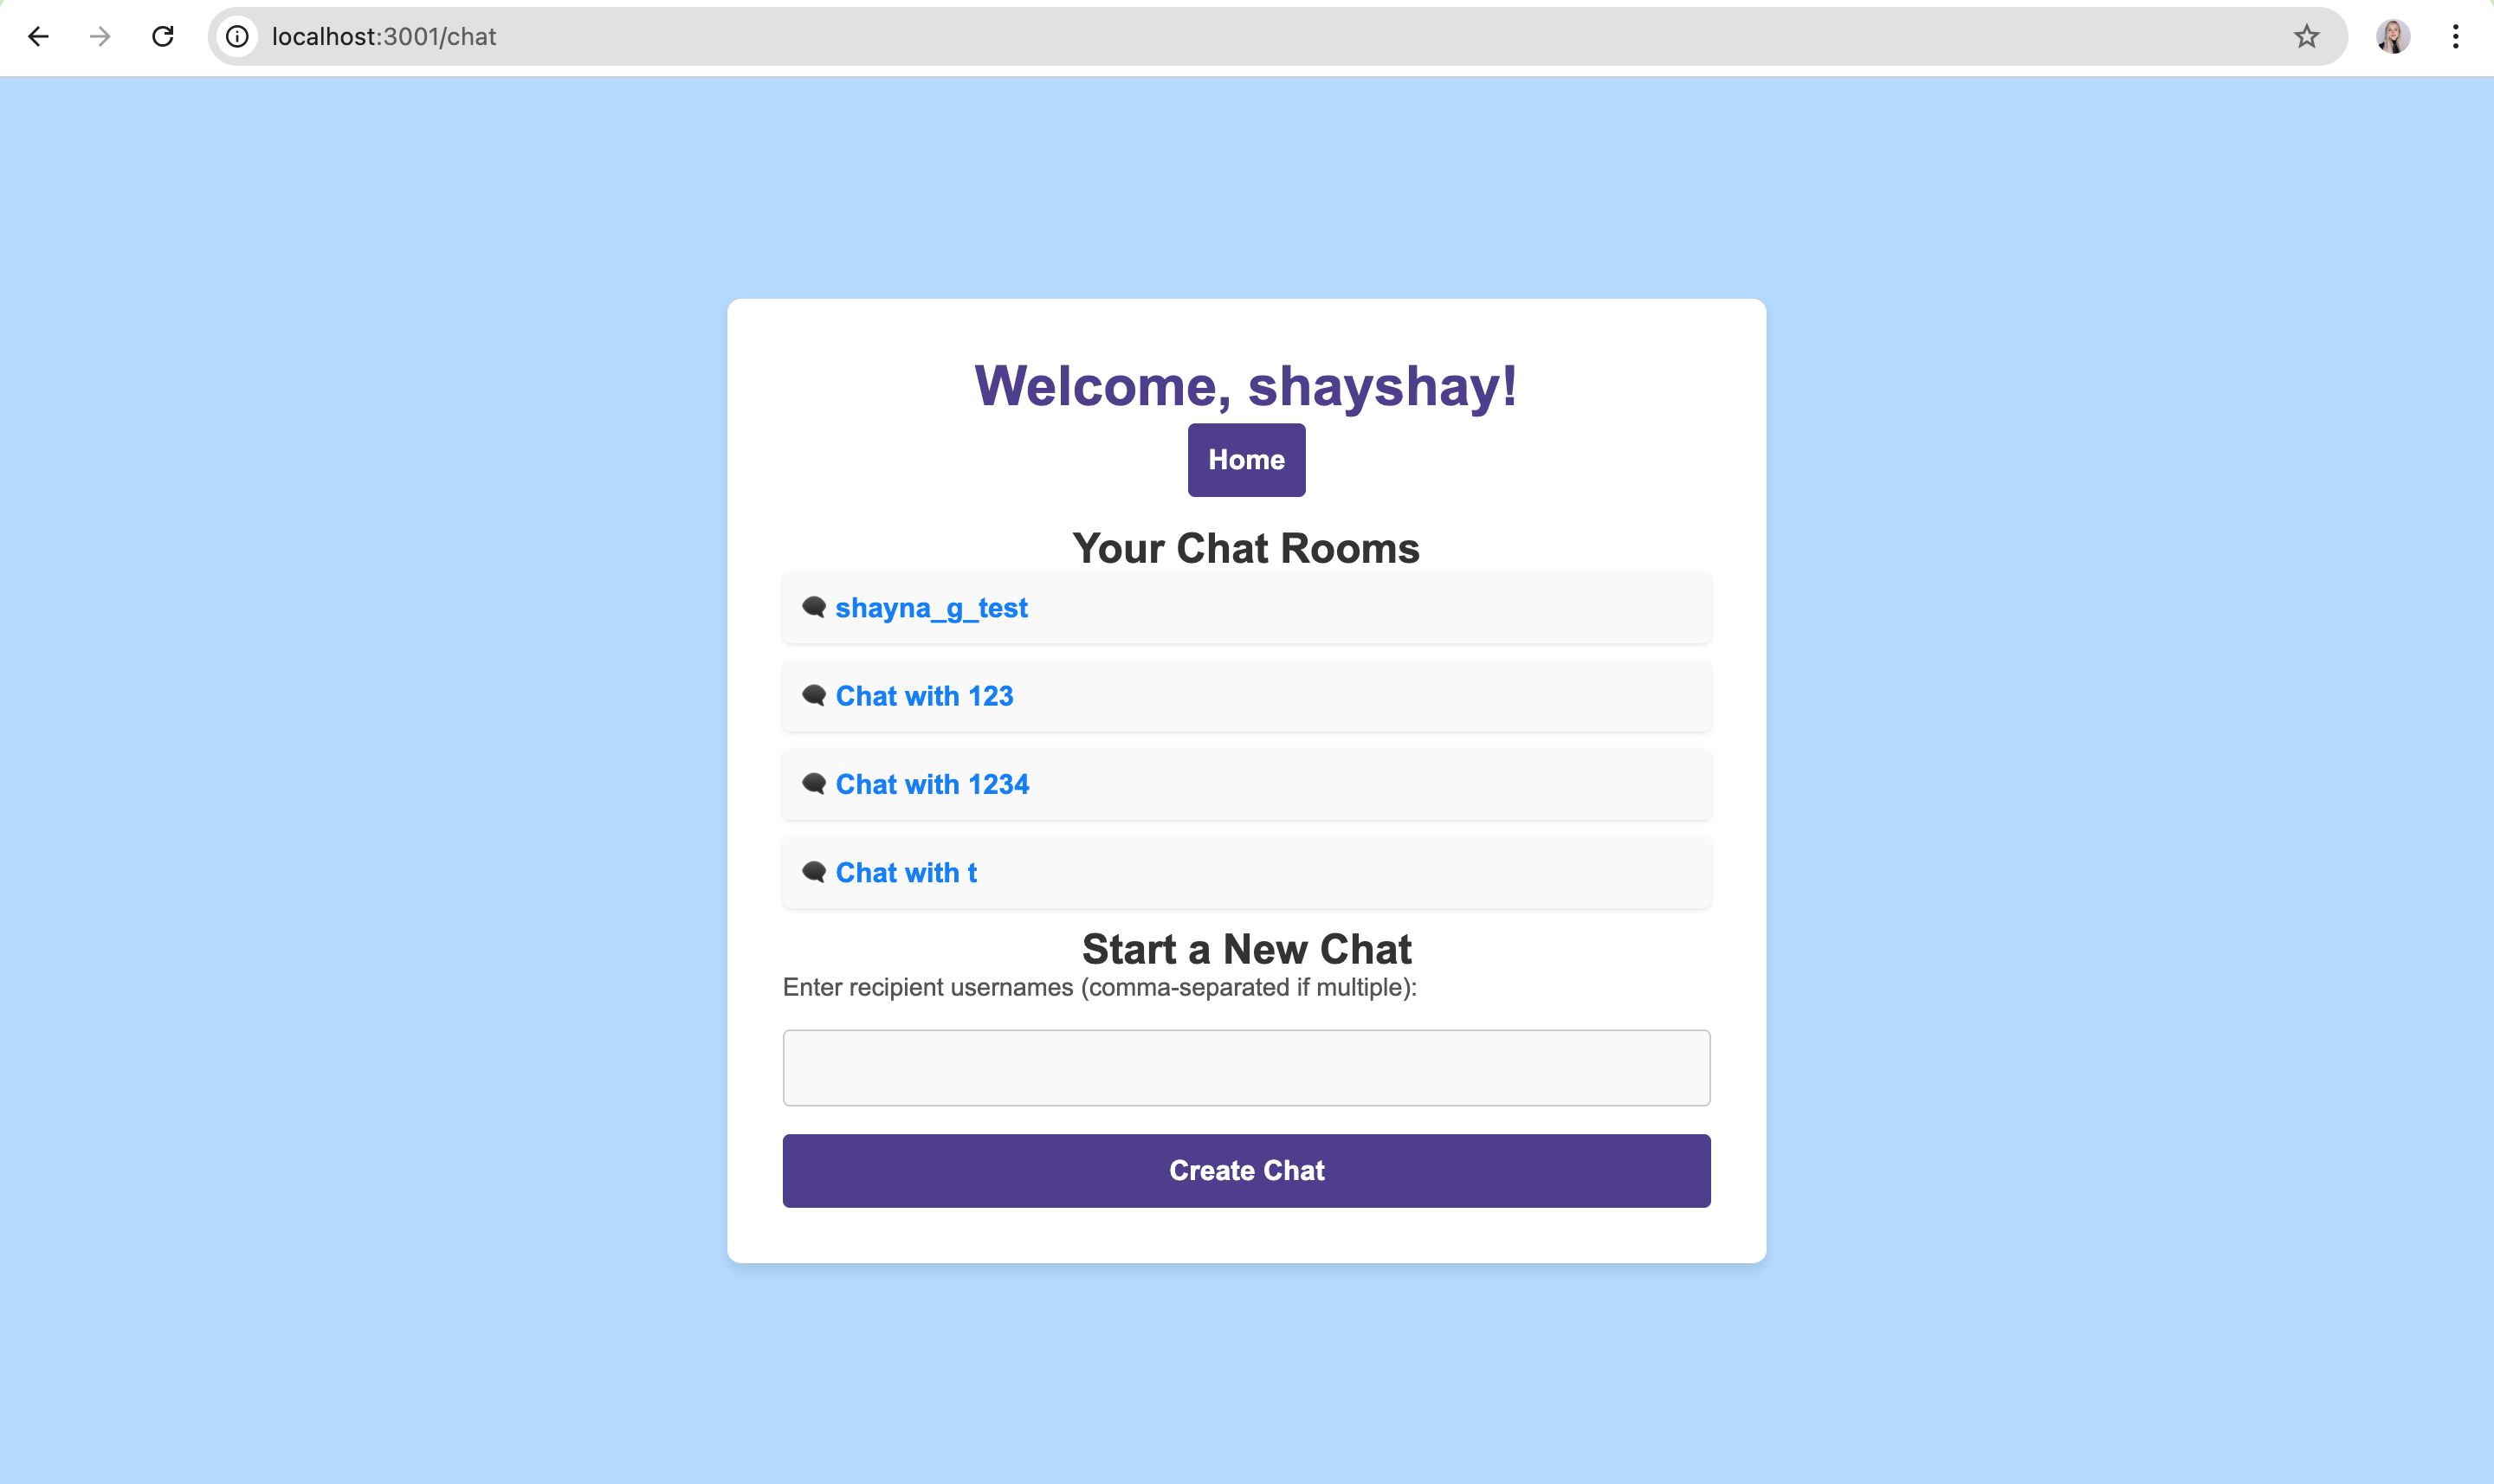 localhost:3001/chat
Welcome, shayshay!
Home
Your Chat Rooms
shayna_g_test
Chat with 123
Chat with 1234
Chat with t
Start a New Chat
Enter recipient usernames (comma-separated if multiple):
Create Chat